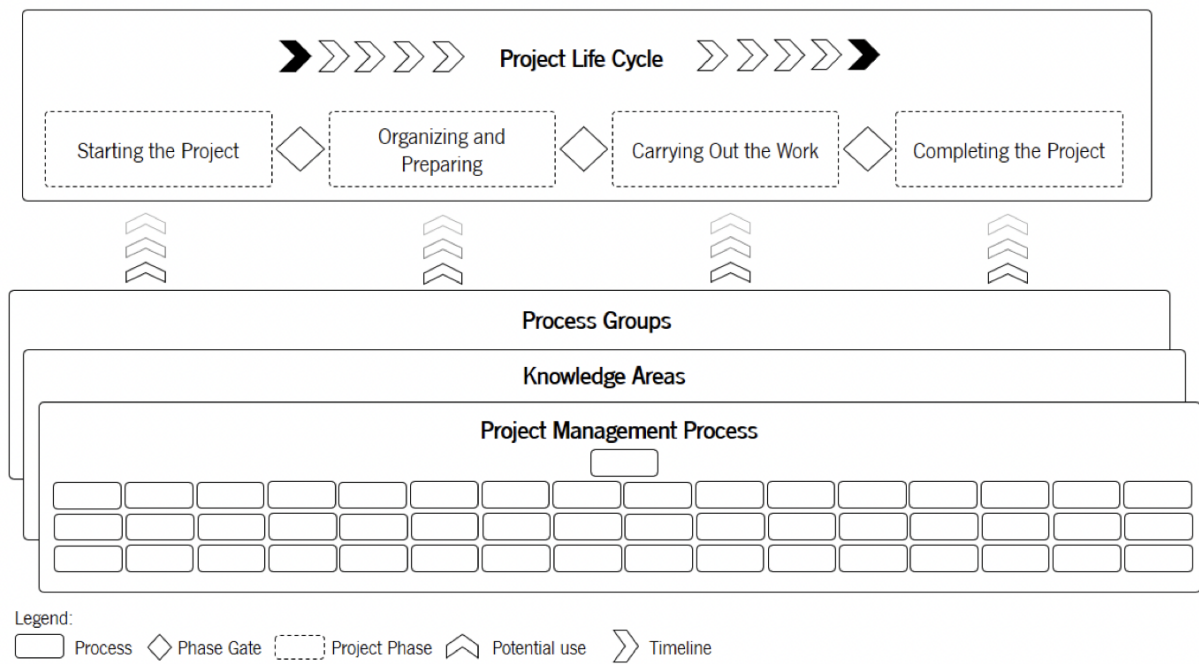 Project Life Cycle
Starting the Project
Organizing and
Preparing
Carrying Out the Work
Completing the Project
Process Groups
Knowledge Areas
Project Management Process
Legend:
Process
Phase Gate
Project Phase
Potential use
Timeline